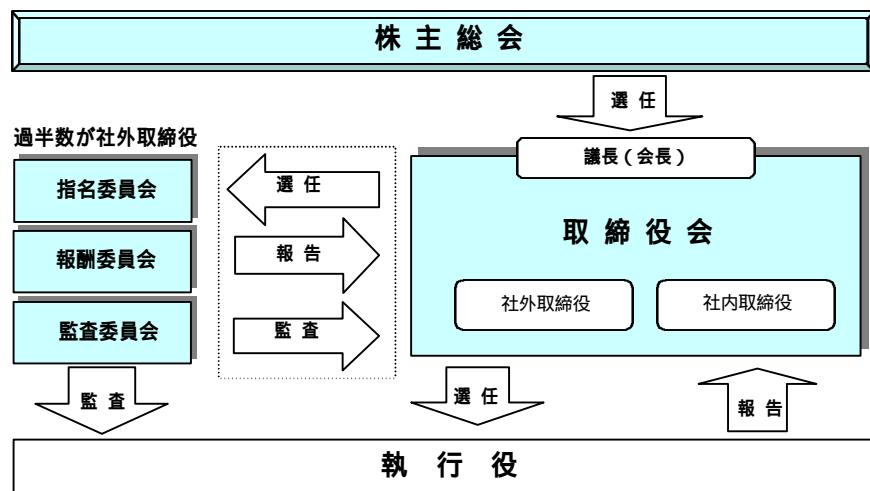 株主総会
選任
過半数が社外取締役
議長（会長）
指名委員会
選任
取締役会
報酬委員会
報告
社外取締役
社内取締役
監査委員会
監査
監査
選任
報告
執行役